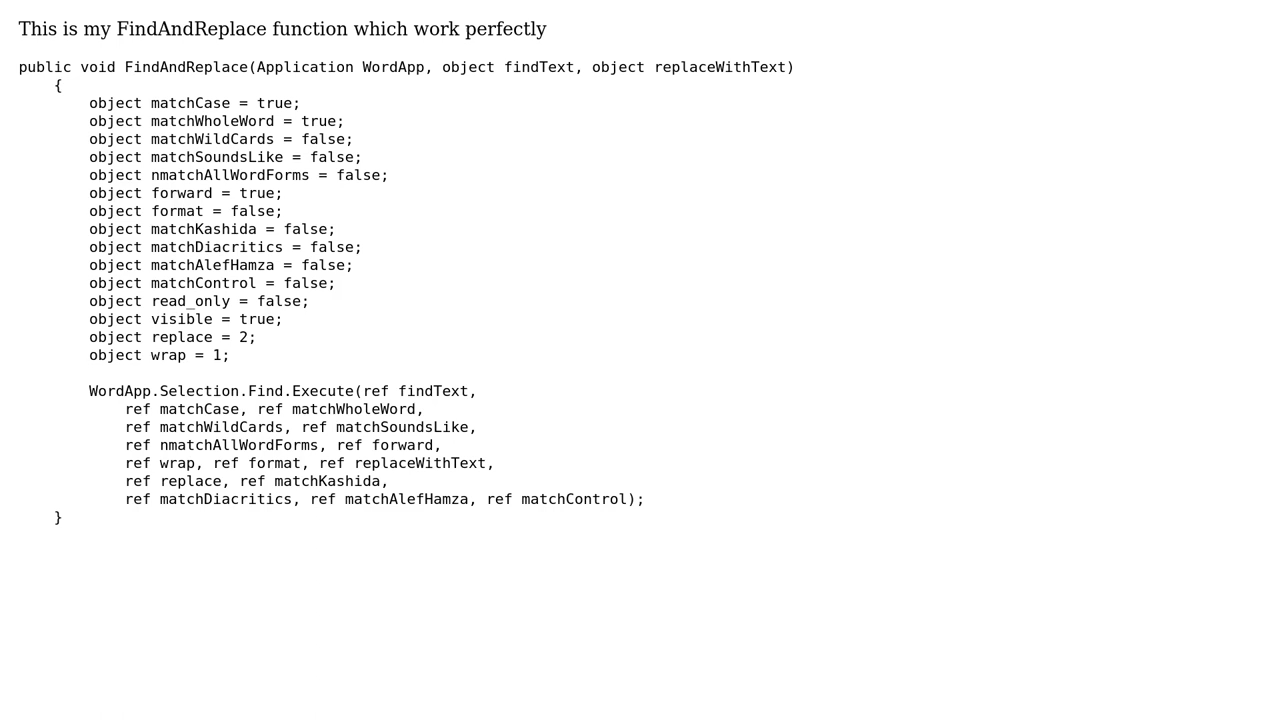 This is my FindAndReplace function which work perfectly
public void FindAndReplace(Application WordApp, object findText, object replaceWithText)
    {
        object matchCase = true;
        object matchWholeWord = true;
        object matchWildCards = false;
        object matchSoundsLike = false;
        object nmatchAllWordForms = false;
        object forward = true;
        object format = false;
        object matchKashida = false;
        object matchDiacritics = false;
        object matchAlefHamza = false;
        object matchControl = false;
        object read_only = false;
        object visible = true;
        object replace = 2;
        object wrap = 1;

        WordApp.Selection.Find.Execute(ref findText,
            ref matchCase, ref matchWholeWord,
            ref matchWildCards, ref matchSoundsLike,
            ref nmatchAllWordForms, ref forward,
            ref wrap, ref format, ref replaceWithText,
            ref replace, ref matchKashida,
            ref matchDiacritics, ref matchAlefHamza, ref matchControl);
    }